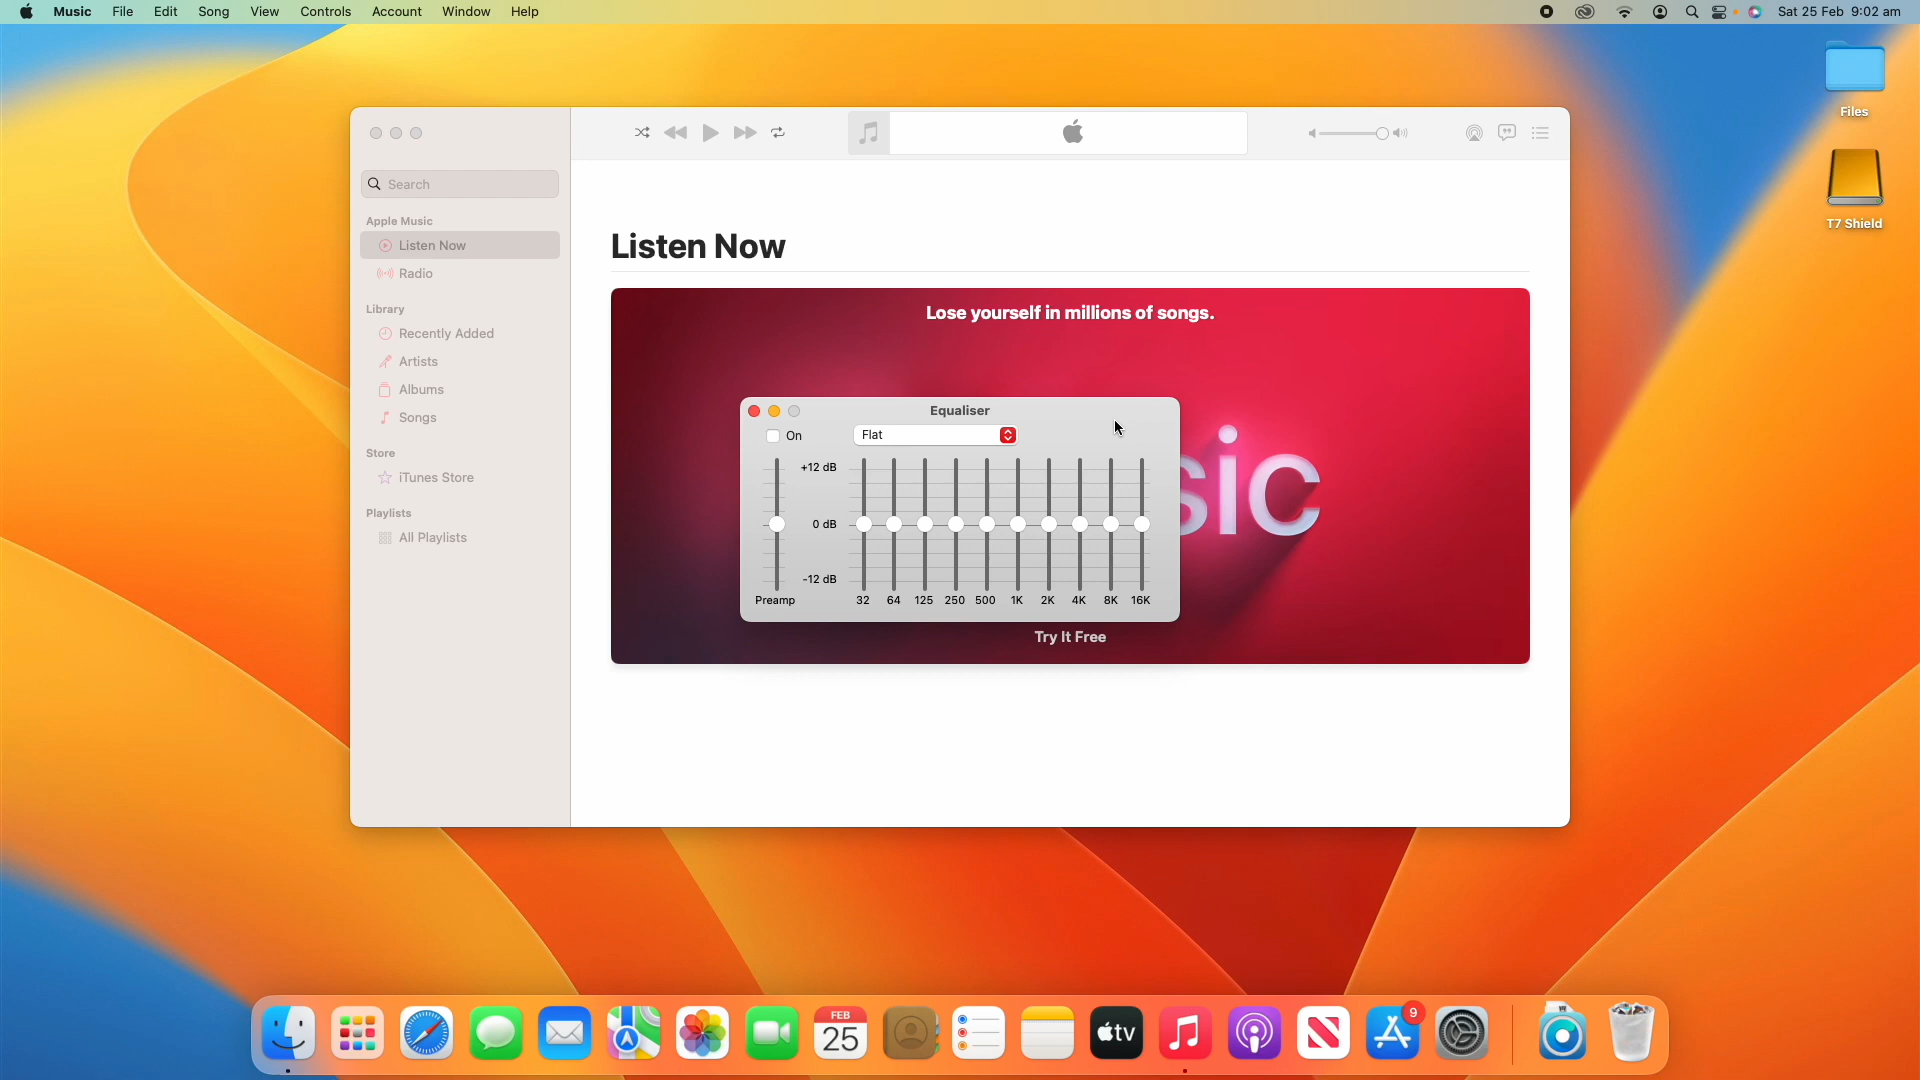 Music File Edit Song View Controls Account Window Help Sat 25 Feb 9:02 am
Files
T7 Shield
Search
Apple Music
Listen Now
Radio
Library
Recently Added
Artists
Albums
Songs
Store
iTunes Store
Playlists
All Playlists
Listen Now
Lose yourself in millions of songs.
sic
Equaliser
On Flat
+12 dB
0 dB
-12 dB
Preamp 32 64 125 250 500 1K 2K 4K 8K 16K
Try It Free
FEB
25
tv
9